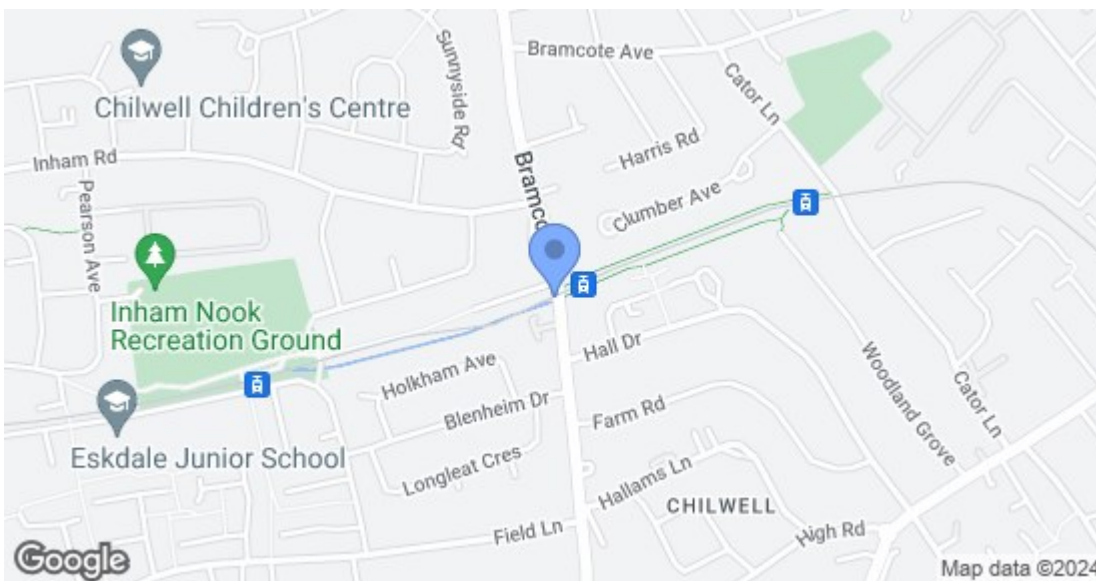 Bramcote Ave
Sunnyside Rd
Chilwell Children's Centre
Cator Ln
Inham Rd
Harris Rd
Bramco
Pearson Ave
Clumber Ave
Inham Nook
Recreation Ground
Hall Dr
Holkham Ave
Woodland Grove
Cator Ln
Blenheim Dr
Farm Rd
Eskdale Junior School
Longleat Cres
Hallams Ln
CHILWELL
Field Ln
High Rd
Google
Map data ©2024